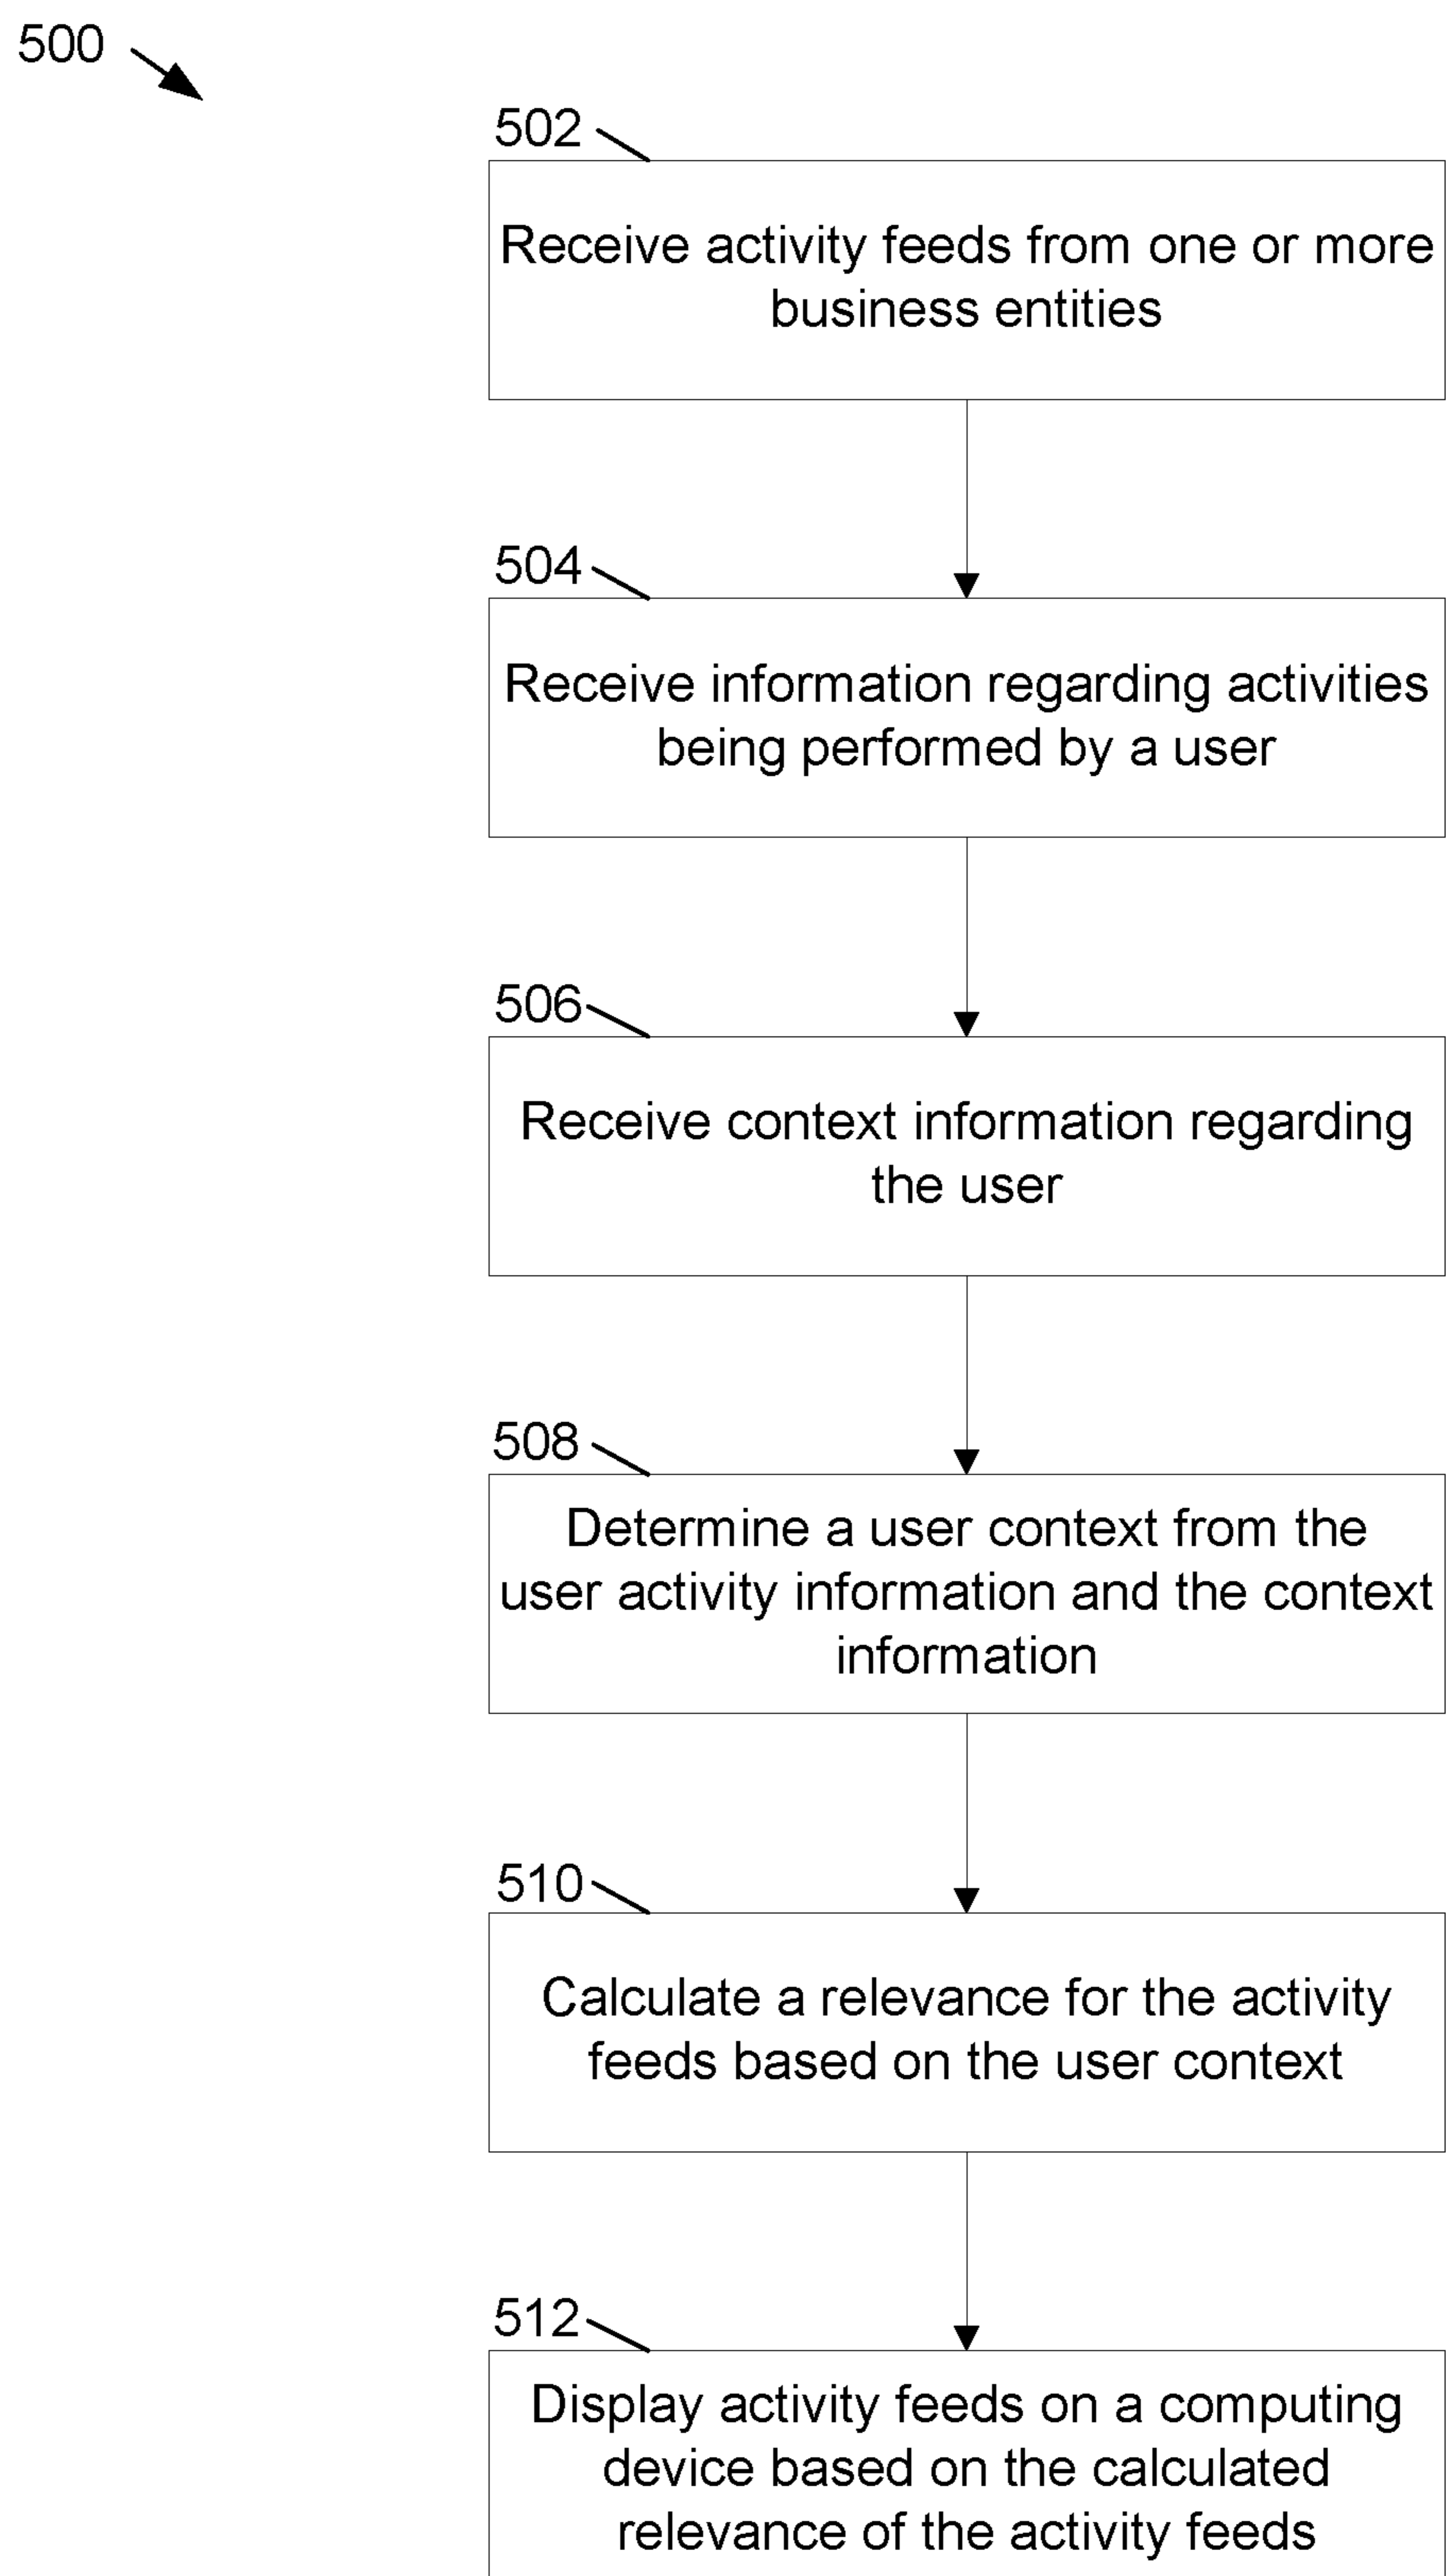 500
502
Receive activity feeds from one or more
business entities
504
Receive information regarding activities
being performed by a user
506
Receive context information regarding
the user
508
Determine a user context from the
user activity information and the context
information
510
Calculate a relevance for the activity
feeds based on the user context
512
Display activity feeds on a computing
device based on the calculated
relevance of the activity feeds